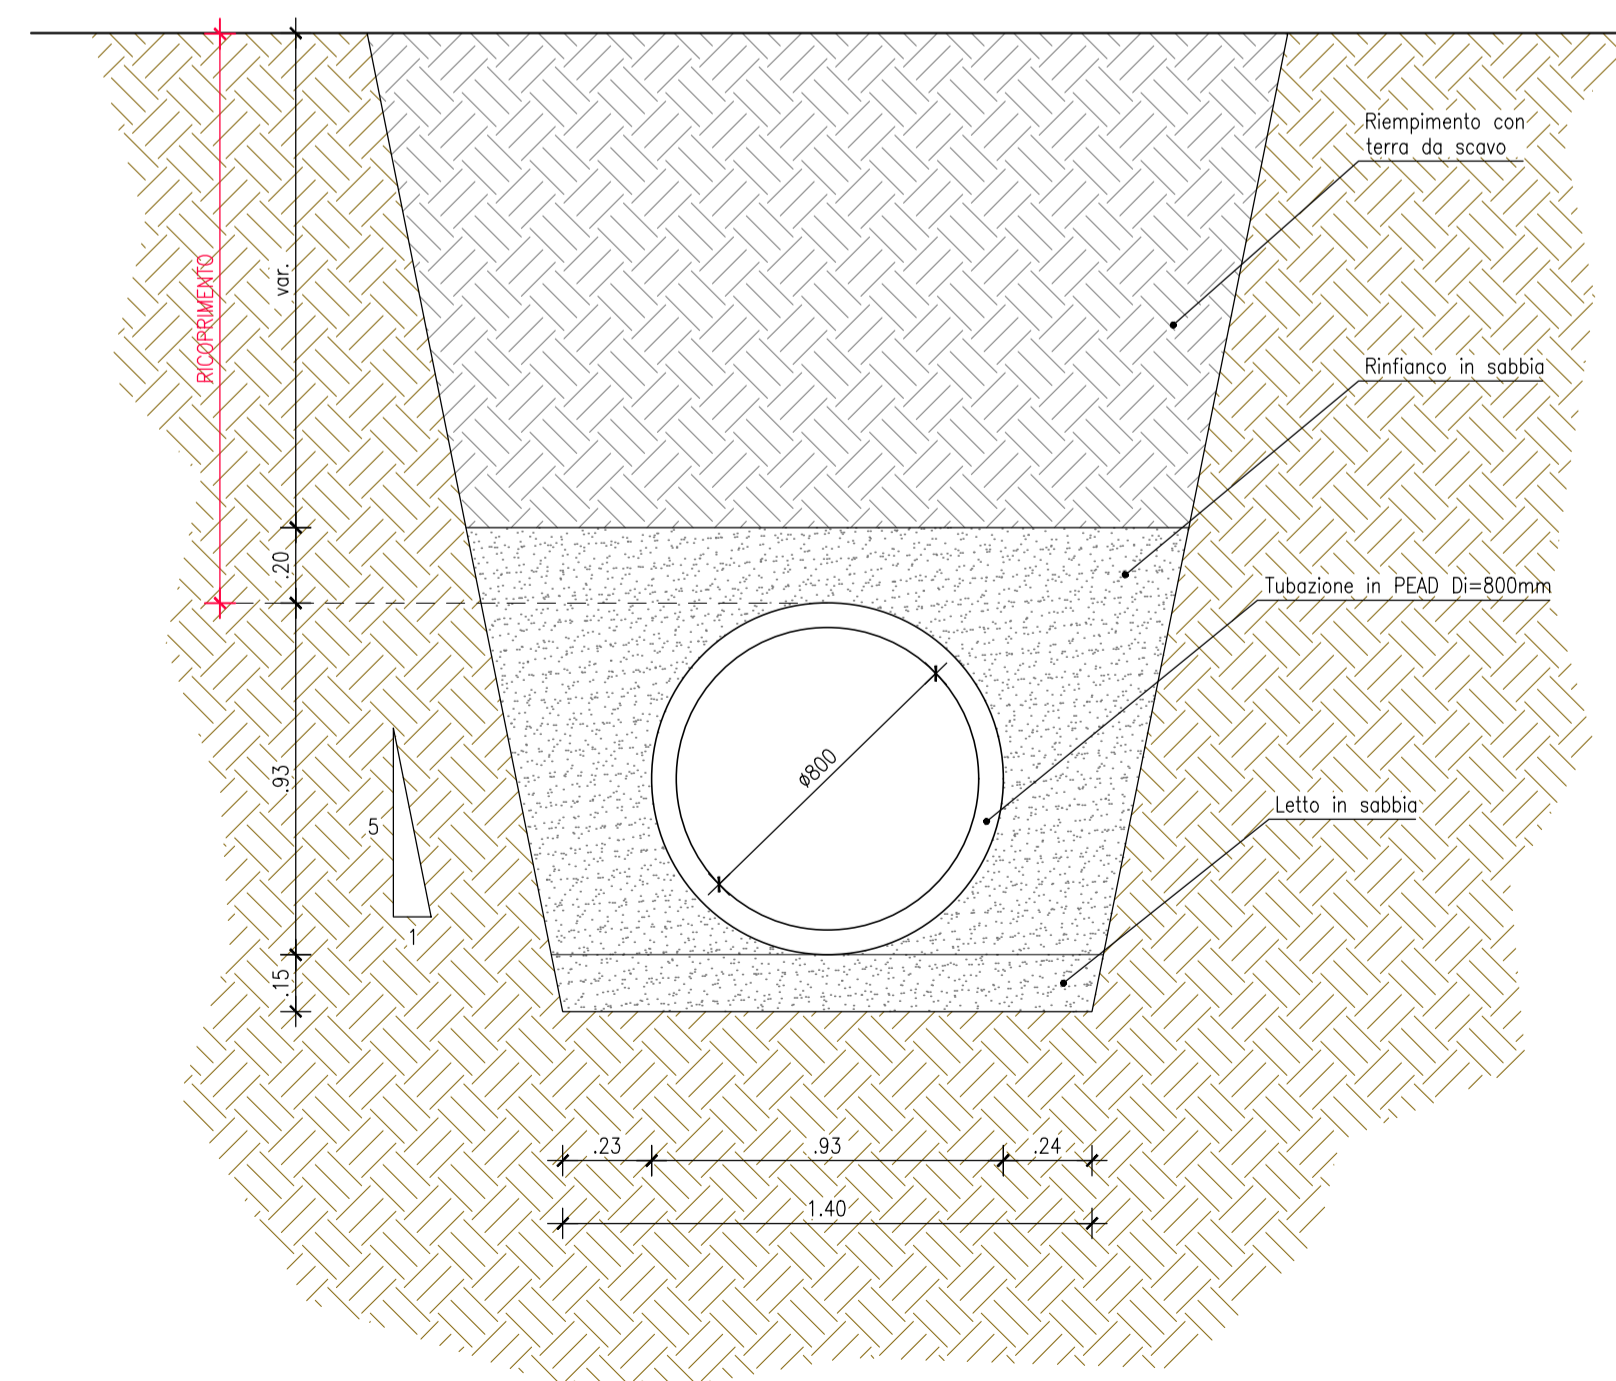 Riempimento con
terra da scavo
RICOPRIMENTO
var.
Rinfianco in sabbia
.20
Tubazione in PEAD Di=800mm
ø800
.93
5
1
Letto in sabbia
.15
.23
.93
.24
1.40